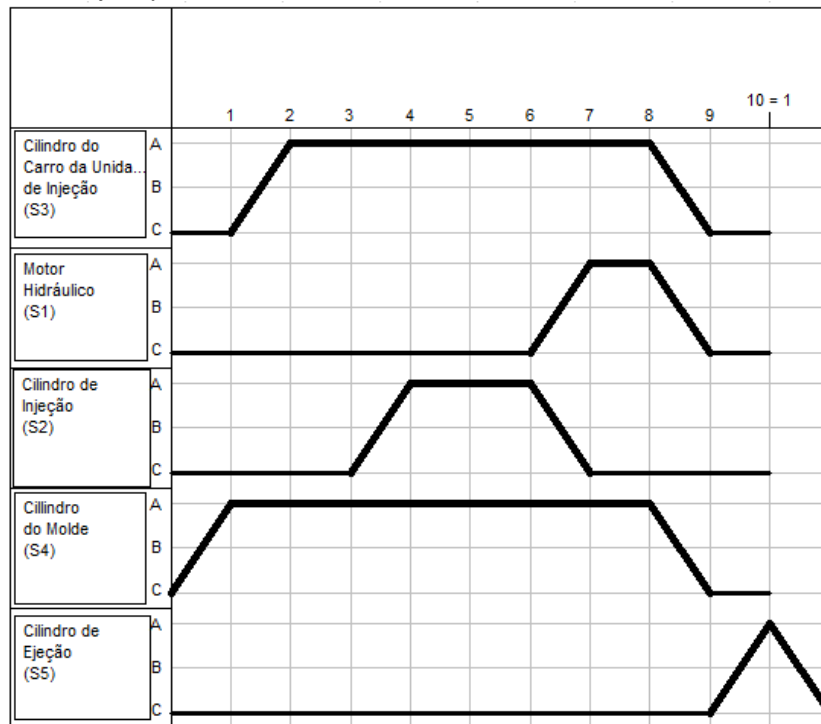 10 = 1
1 2 3 4 5 6 7 8 9
Cilindro do
Carro da Unida...
de Injeção
(S3)
A
B
C
Motor
Hidráulico
(S1)
A
B
C
Cilindro de
Injeção
(S2)
A
B
C
Cillindro
do Molde
(S4)
A
B
C
Cilindro de
Ejeção
(S5)
A
B
C